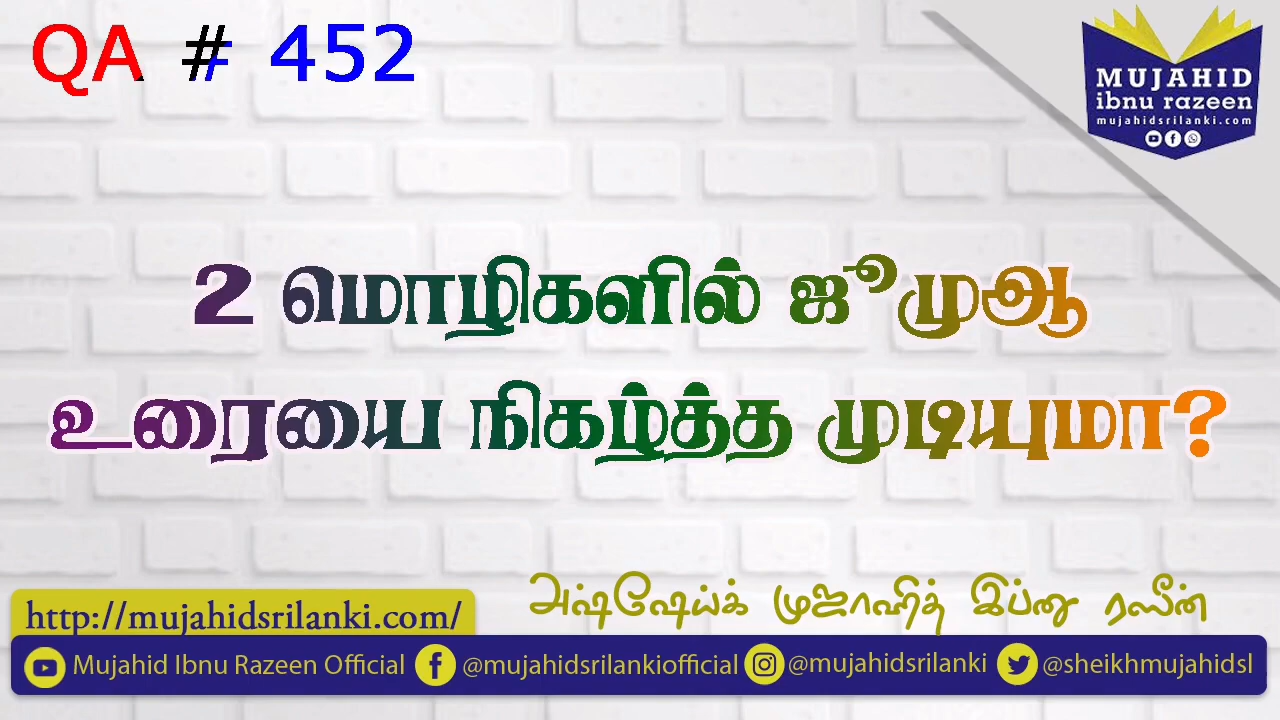 QA # 452
MUJAHID
ibnu razeen
mujahidsrilanki.com
2 மொழிகளில் ஜூமுஆ
உரையை நிகழ்த்த முடியுமா?
அஷ்ஷேய்க் முஜாஹித் இப்னு ரஸீன்
http://mujahidsrilanki.com/
Mujahid Ibnu Razeen Official @mujahidsrilankiofficial @mujahidsrilanki @sheikhmujahidsl